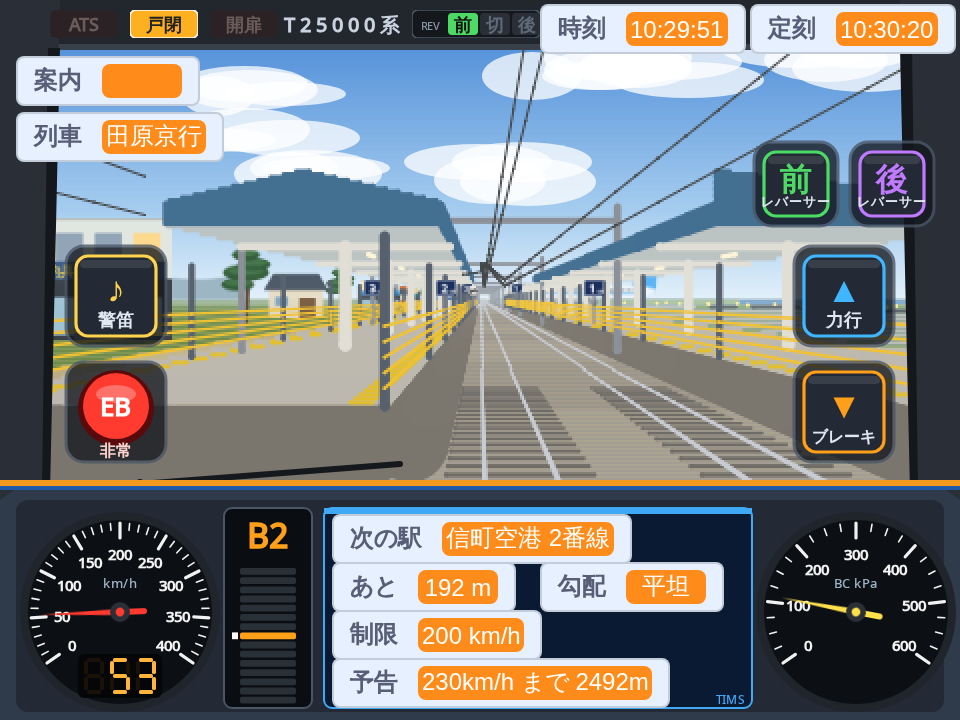 ATS 戸閉 開扉 T25000系 REV 前 切 後
時刻 10:29:51 定刻 10:30:20
案内
列車 田原京行
前 レバーサー
後 レバーサー
♪ 警笛
▲ 力行
EB 非常
▼ ブレーキ
2 2 1
0 50 100 150 200 250 300 350 400
km/h
53
B2
次の駅 信町空港 2番線
あと 192 m 勾配 平坦
制限 200 km/h
予告 230km/h まで 2492m
TIMS
0 100 200 300 400 500 600
BC kPa